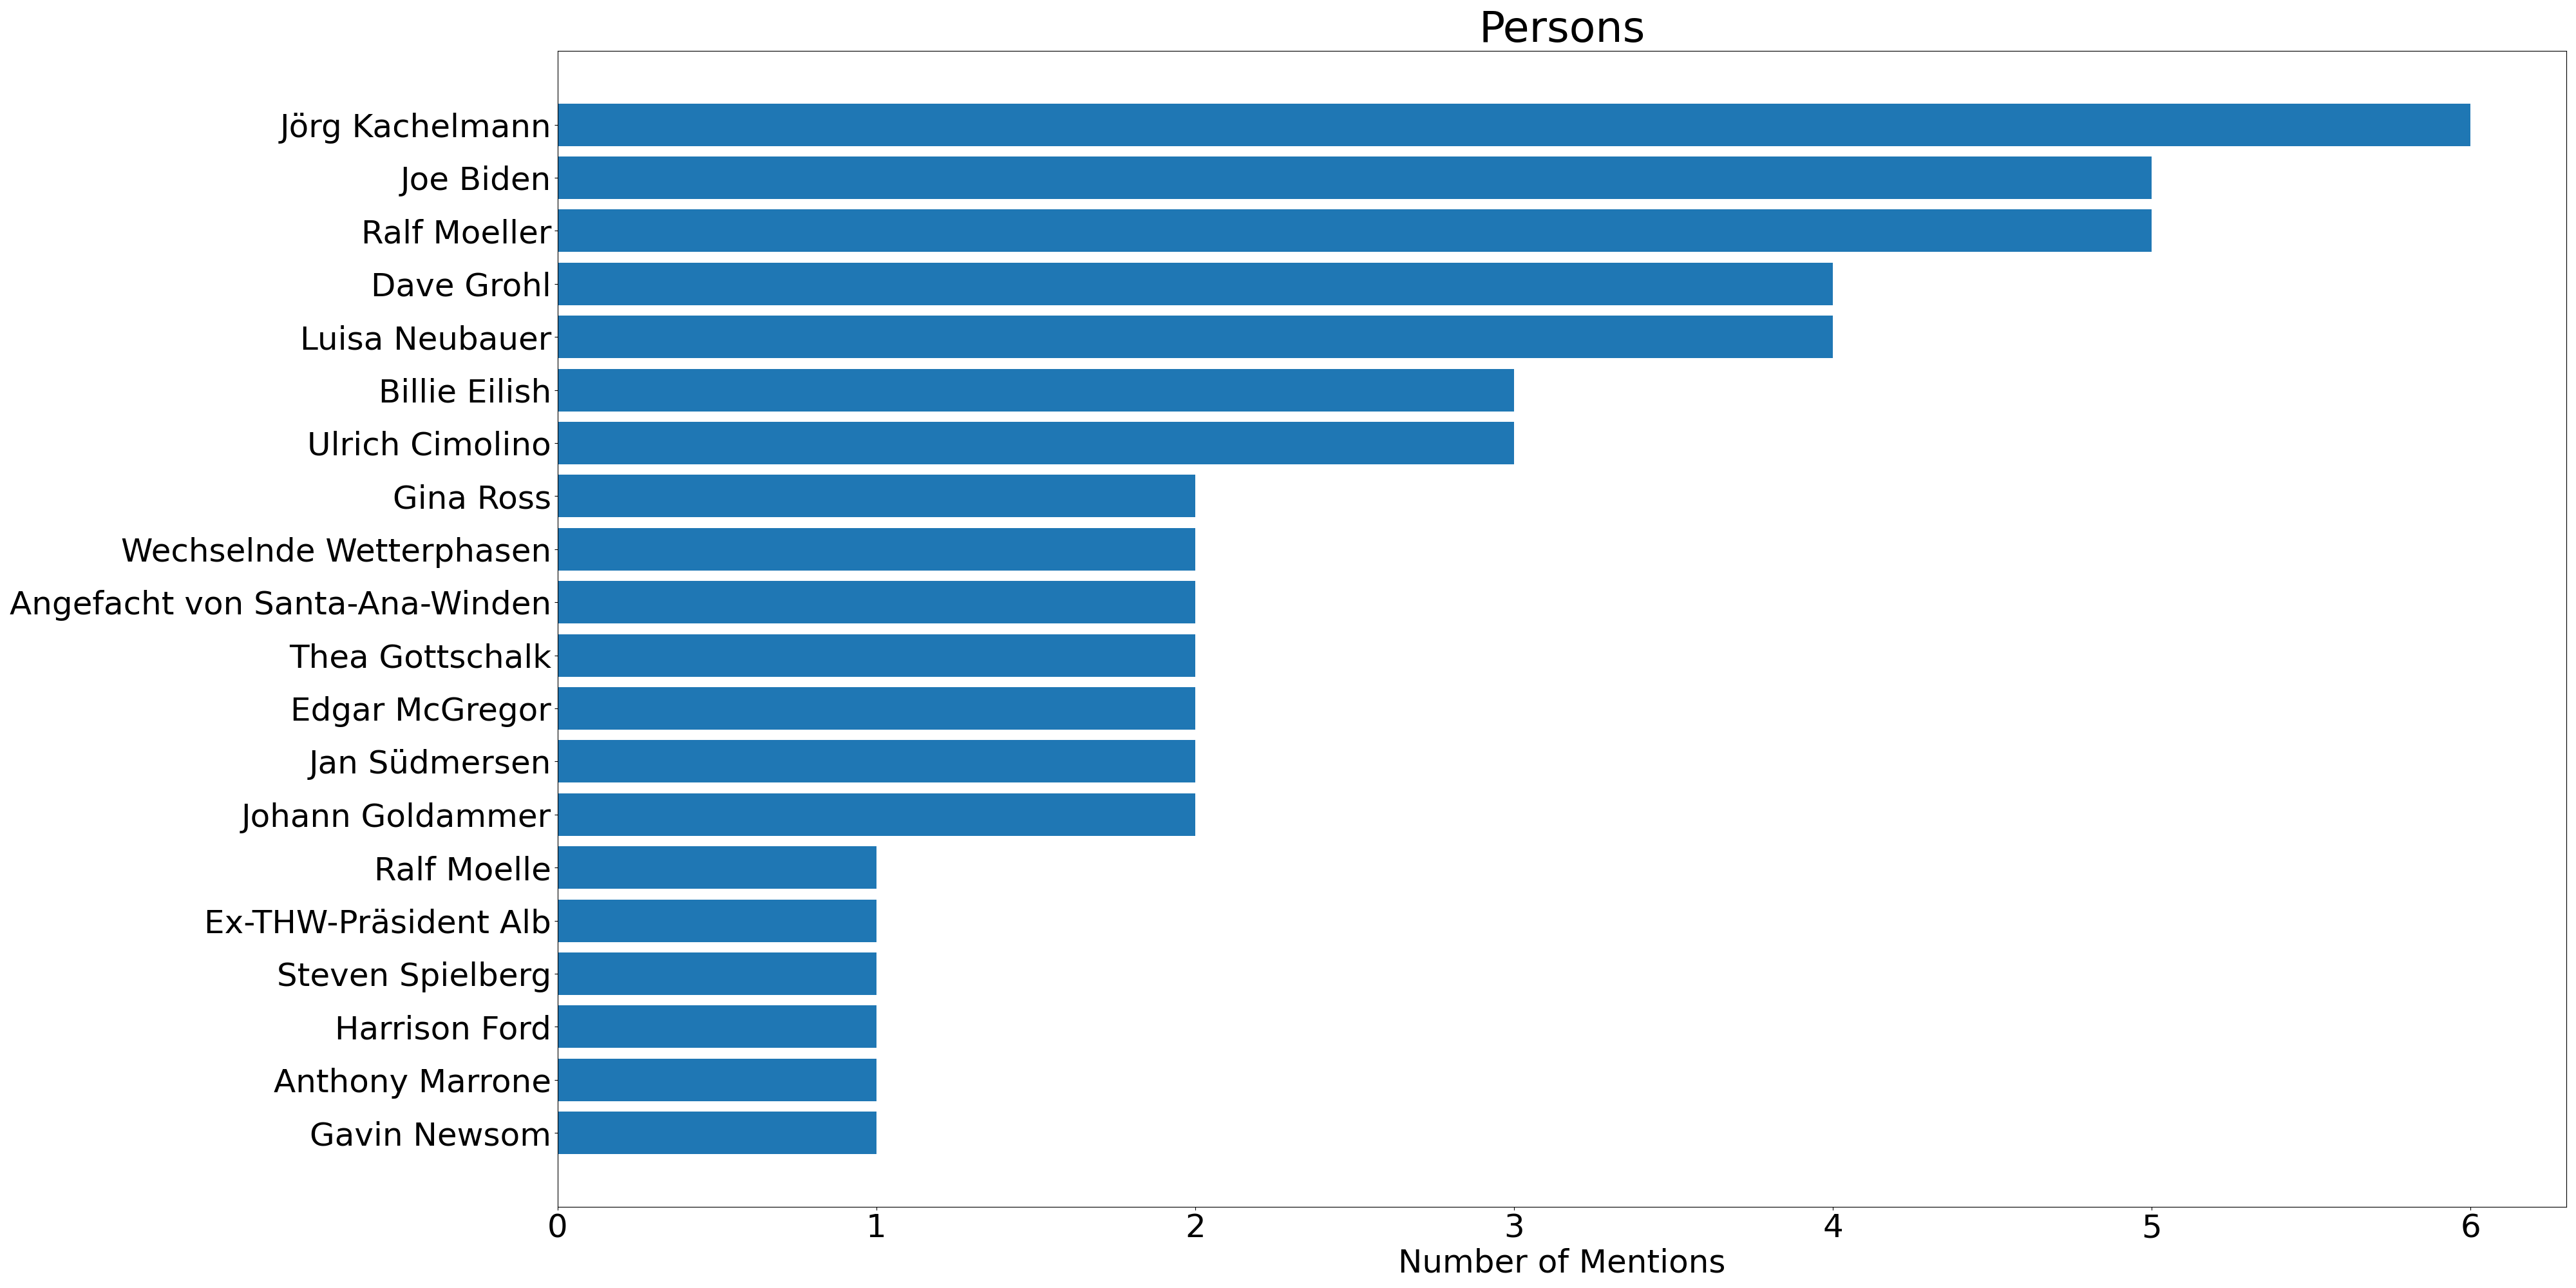 Persons
Jörg Kachelmann
Joe Biden
Ralf Moeller
Dave Grohl
Luisa Neubauer
Billie Eilish
Ulrich Cimolino
Gina Ross
Wechselnde Wetterphasen
Angefacht von Santa-Ana-Winden
Thea Gottschalk
Edgar McGregor
Jan Südmersen
Johann Goldammer
Ralf Moelle
Ex-THW-Präsident Alb
Steven Spielberg
Harrison Ford
Anthony Marrone
Gavin Newsom
0 1 2 3 4 5 6
Number of Mentions